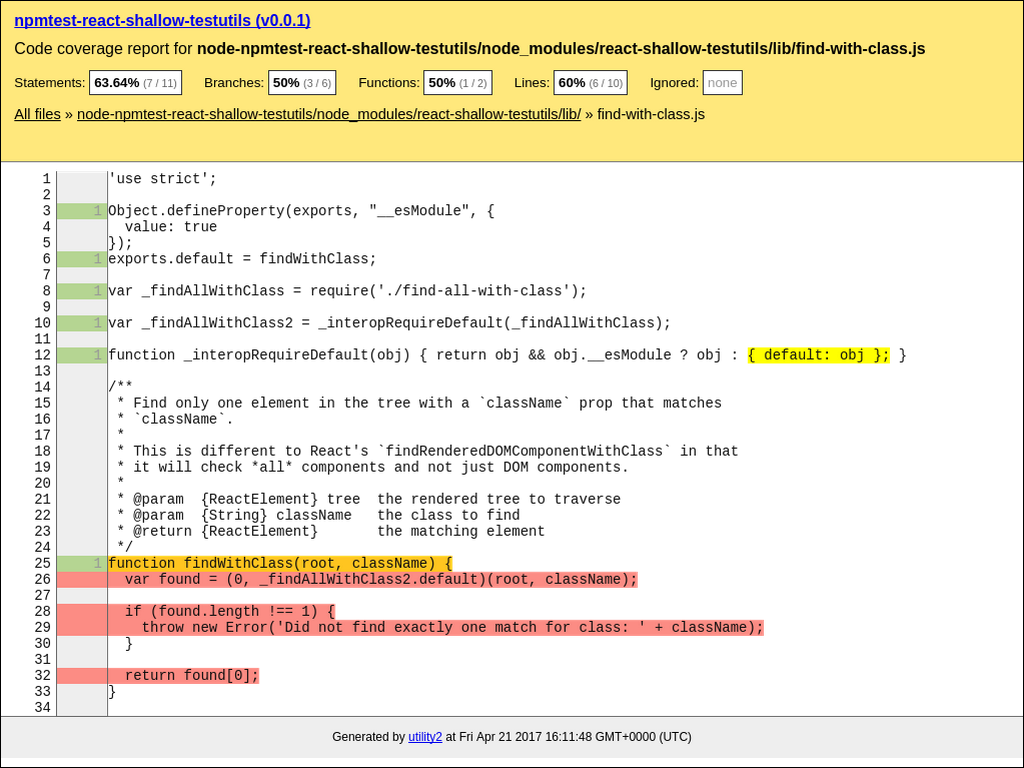 npmtest-react-shallow-testutils (v0.0.1)
Code coverage report for node-npmtest-react-shallow-testutils/node_modules/react-shallow-testutils/lib/find-with-class.js
Statements: 63.64% (7 / 11) Branches: 50% (3 / 6) Functions: 50% (1 / 2) Lines: 60% (6 / 10) Ignored: none
All files » node-npmtest-react-shallow-testutils/node_modules/react-shallow-testutils/lib/ » find-with-class.js
1 'use strict';
2
3 1 Object.defineProperty(exports, "__esModule", {
4   value: true
5 });
6 1 exports.default = findWithClass;
7
8 1 var _findAllWithClass = require('./find-all-with-class');
9
10 1 var _findAllWithClass2 = _interopRequireDefault(_findAllWithClass);
11
12 1 function _interopRequireDefault(obj) { return obj && obj.__esModule ? obj : { default: obj }; }
13
14 /**
15  * Find only one element in the tree with a `className` prop that matches
16  * `className`.
17  *
18  * This is different to React's `findRenderedDOMComponentWithClass` in that
19  * it will check *all* components and not just DOM components.
20  *
21  * @param  {ReactElement} tree  the rendered tree to traverse
22  * @param  {String} className   the class to find
23  * @return {ReactElement}       the matching element
24  */
25 1 function findWithClass(root, className) {
26   var found = (0, _findAllWithClass2.default)(root, className);
27
28   if (found.length !== 1) {
29     throw new Error('Did not find exactly one match for class: ' + className);
30   }
31
32   return found[0];
33 }
34
Generated by utility2 at Fri Apr 21 2017 16:11:48 GMT+0000 (UTC)